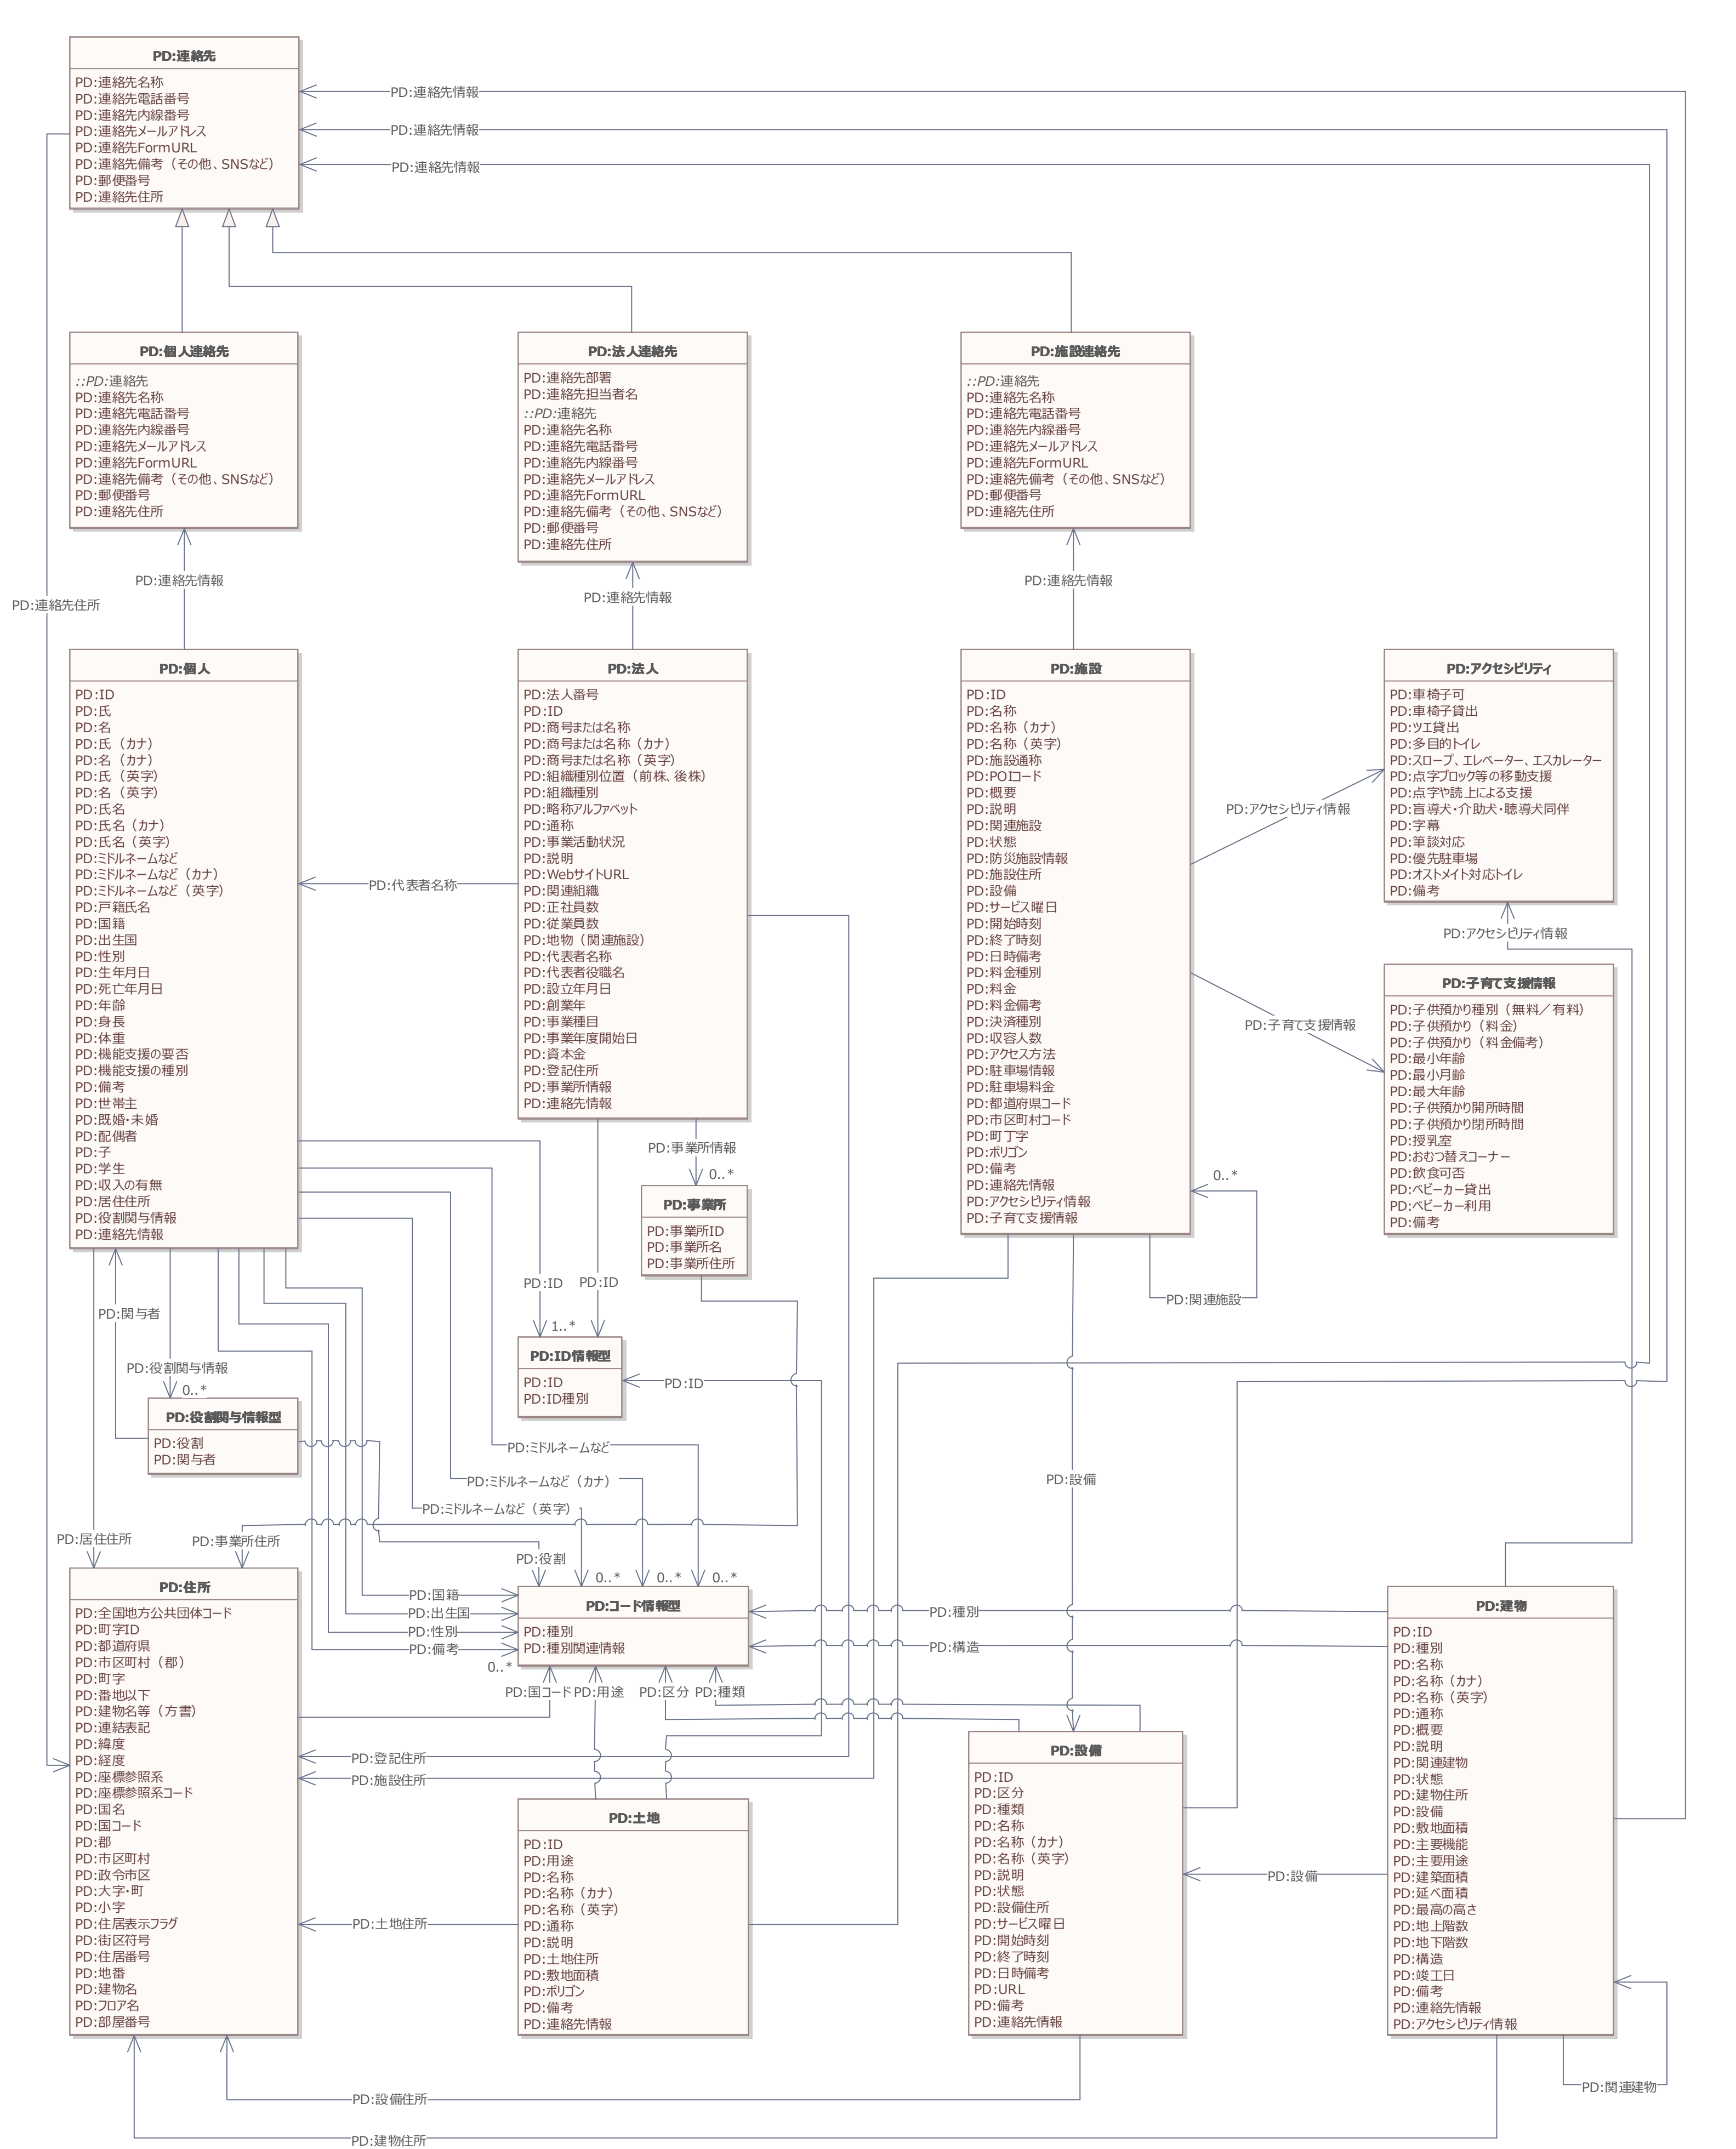 PD:連絡先
PD:連絡先名称
PD:連絡先電話番号
PD:連絡先内線番号
PD:連絡先メールアドレス
PD:連絡先FormURL
PD:連絡先備考（その他、SNSなど）
PD:郵便番号
PD:連絡先住所
PD:連絡先情報
PD:連絡先情報
PD:連絡先情報
PD:個人連絡先
::PD:連絡先
PD:連絡先名称
PD:連絡先電話番号
PD:連絡先内線番号
PD:連絡先メールアドレス
PD:連絡先FormURL
PD:連絡先備考（その他、SNSなど）
PD:郵便番号
PD:連絡先住所
PD:法人連絡先
PD:連絡先部署
PD:連絡先担当者名
::PD:連絡先
PD:連絡先名称
PD:連絡先電話番号
PD:連絡先内線番号
PD:連絡先メールアドレス
PD:連絡先FormURL
PD:連絡先備考（その他、SNSなど）
PD:郵便番号
PD:連絡先住所
PD:施設連絡先
::PD:連絡先
PD:連絡先名称
PD:連絡先電話番号
PD:連絡先内線番号
PD:連絡先メールアドレス
PD:連絡先FormURL
PD:連絡先備考（その他、SNSなど）
PD:郵便番号
PD:連絡先住所
PD:連絡先情報
PD:連絡先情報
PD:連絡先情報
PD:連絡先住所
PD:個人
PD:ID
PD:氏
PD:名
PD:氏（カナ）
PD:名（カナ）
PD:氏（英字）
PD:名（英字）
PD:氏名
PD:氏名（カナ）
PD:氏名（英字）
PD:ミドルネームなど
PD:ミドルネームなど（カナ）
PD:ミドルネームなど（英字）
PD:戸籍氏名
PD:国籍
PD:出生国
PD:性別
PD:生年月日
PD:死亡年月日
PD:年齢
PD:身長
PD:体重
PD:機能支援の要否
PD:機能支援の種別
PD:備考
PD:世帯主
PD:既婚・未婚
PD:配偶者
PD:子
PD:学生
PD:収入の有無
PD:居住住所
PD:役割関与情報
PD:連絡先情報
PD:代表者名称
PD:法人
PD:法人番号
PD:ID
PD:商号または名称
PD:商号または名称（カナ）
PD:商号または名称（英字）
PD:組織種別位置（前株、後株）
PD:組織種別
PD:略称アルファベット
PD:通称
PD:事業活動状況
PD:説明
PD:WebサイトURL
PD:関連組織
PD:正社員数
PD:従業員数
PD:地物（関連施設）
PD:代表者名称
PD:代表者役職名
PD:設立年月日
PD:創業年
PD:事業種目
PD:事業年度開始日
PD:資本金
PD:登記住所
PD:事業所情報
PD:連絡先情報
PD:施設
PD:ID
PD:名称
PD:名称（カナ）
PD:名称（英字）
PD:施設通称
PD:POIコード
PD:概要
PD:説明
PD:関連施設
PD:状態
PD:防災施設情報
PD:施設住所
PD:設備
PD:サービス曜日
PD:開始時刻
PD:終了時刻
PD:日時備考
PD:料金種別
PD:料金
PD:料金備考
PD:決済種別
PD:収容人数
PD:アクセス方法
PD:駐車場情報
PD:駐車場料金
PD:都道府県コード
PD:市区町村コード
PD:町丁字
PD:ポリゴン
PD:備考
PD:連絡先情報
PD:アクセシビリティ情報
PD:子育て支援情報
PD:アクセシビリティ
PD:車椅子可
PD:車椅子貸出
PD:ツエ貸出
PD:多目的トイレ
PD:スロープ、エレベーター、エスカレーター
PD:点字ブロック等の移動支援
PD:点字や読上による支援
PD:盲導犬・介助犬・聴導犬同伴
PD:字幕
PD:筆談対応
PD:優先駐車場
PD:オストメイト対応トイレ
PD:備考
PD:アクセシビリティ情報
PD:アクセシビリティ情報
PD:子育て支援情報
PD:子育て支援情報
PD:子供預かり種別（無料／有料）
PD:子供預かり（料金）
PD:子供預かり（料金備考）
PD:最小年齢
PD:最小月齢
PD:最大年齢
PD:子供預かり開所時間
PD:子供預かり閉所時間
PD:授乳室
PD:おむつ替えコーナー
PD:飲食可否
PD:ベビーカー貸出
PD:ベビーカー利用
PD:備考
PD:事業所情報
0..*
PD:事業所
PD:事業所ID
PD:事業所名
PD:事業所住所
0..*
PD:関連施設
PD:ID
PD:ID
1..*
PD:ID情報型
PD:ID
PD:ID種別
PD:ID
PD:関与者
PD:役割関与情報
0..*
PD:役割関与情報型
PD:役割
PD:関与者
PD:ミドルネームなど
PD:ミドルネームなど（カナ）
PD:ミドルネームなど（英字）
PD:設備
PD:居住住所
PD:事業所住所
PD:役割
0..*
0..*
0..*
PD:国籍
PD:出生国
PD:性別
PD:備考
0..*
PD:コード情報型
PD:種別
PD:種別関連情報
PD:種別
PD:構造
PD:国コード
PD:用途
PD:区分
PD:種類
PD:住所
PD:全国地方公共団体コード
PD:町字ID
PD:都道府県
PD:市区町村（郡）
PD:町字
PD:番地以下
PD:建物名等（方書）
PD:連結表記
PD:緯度
PD:経度
PD:座標参照系
PD:座標参照系コード
PD:国名
PD:国コード
PD:郡
PD:市区町村
PD:政令市区
PD:大字・町
PD:小字
PD:住居表示フラグ
PD:街区符号
PD:住居番号
PD:地番
PD:建物名
PD:フロア名
PD:部屋番号
PD:登記住所
PD:施設住所
PD:土地住所
PD:土地
PD:ID
PD:用途
PD:名称
PD:名称（カナ）
PD:名称（英字）
PD:通称
PD:説明
PD:土地住所
PD:敷地面積
PD:ポリゴン
PD:備考
PD:連絡先情報
PD:設備
PD:ID
PD:区分
PD:種類
PD:名称
PD:名称（カナ）
PD:名称（英字）
PD:説明
PD:状態
PD:設備住所
PD:サービス曜日
PD:開始時刻
PD:終了時刻
PD:日時備考
PD:URL
PD:備考
PD:連絡先情報
PD:設備
PD:建物
PD:ID
PD:種別
PD:名称
PD:名称（カナ）
PD:名称（英字）
PD:通称
PD:概要
PD:説明
PD:関連建物
PD:状態
PD:建物住所
PD:設備
PD:敷地面積
PD:主要機能
PD:主要用途
PD:建築面積
PD:延べ面積
PD:最高の高さ
PD:地上階数
PD:地下階数
PD:構造
PD:竣工日
PD:備考
PD:連絡先情報
PD:アクセシビリティ情報
PD:関連建物
PD:設備住所
PD:建物住所